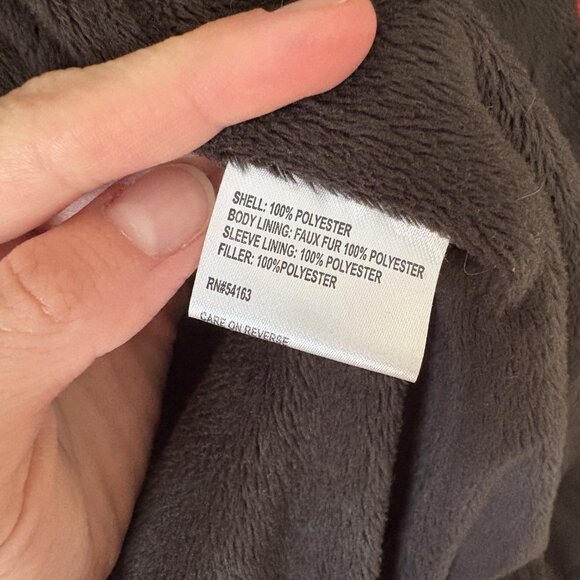 SHELL: 100% POLYESTER
BODY LINING: FAUX FUR 100% POLYESTER
SLEEVE LINING: 100% POLYESTER
FILLER: 100%POLYESTER
RN#54163
CARE ON REVERSE